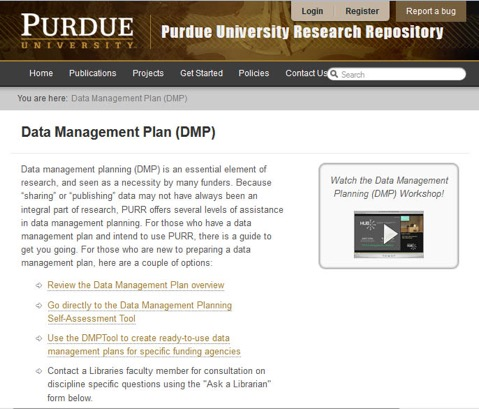 Login Register Report a bug
PURDUE
UNIVERSITY
Purdue University Research Repository
Home Publications Projects Get Started Policies Contact Us Search
You are here: Data Management Plan (DMP)
Data Management Plan (DMP)
Data management planning (DMP) is an essential element of
research, and seen as a necessity by many funders. Because
“sharing” or “publishing” data may not have always been an
integral part of research, PURR offers several levels of assistance
in data management planning. For those who have a data
management plan and intend to use PURR, there is a guide to
get you going. For those who are new to preparing a data
management plan, here are a couple of options:
Review the Data Management Plan overview
Go directly to the Data Management Planning
Self-Assessment Tool
Use the DMPTool to create ready-to-use data
management plans for specific funding agencies
Contact a Libraries faculty member for consultation on
discipline specific questions using the "Ask a Librarian"
form below.
Watch the Data Management
Planning (DMP) Workshop!
HUB